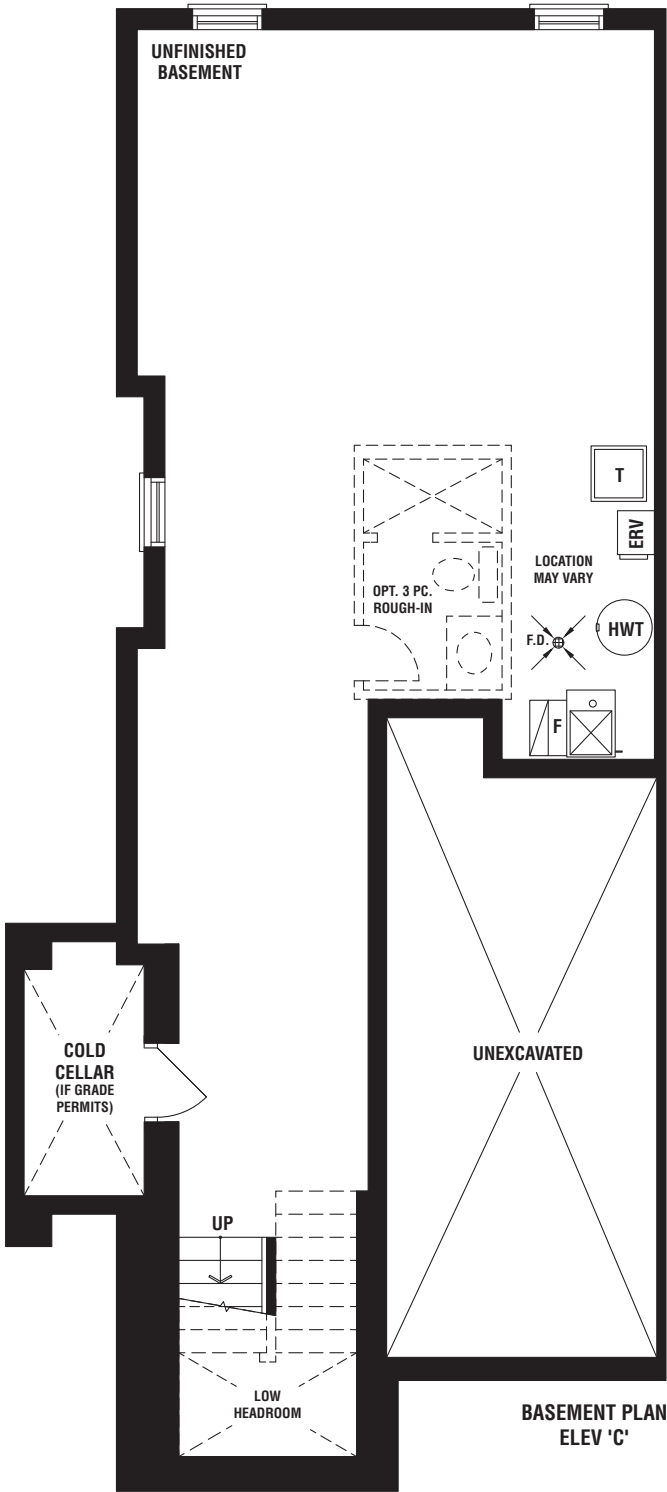 UNFINISHED
BASEMENT
T
ERV
LOCATION
MAY VARY
OPT. 3 PC.
ROUGH-IN
HWT
F.D.
F
UNEXCAVATED
COLD
CELLAR
(IF GRADE
PERMITS)
UP
LOW
HEADROOM
BASEMENT PLAN
ELEV 'C'